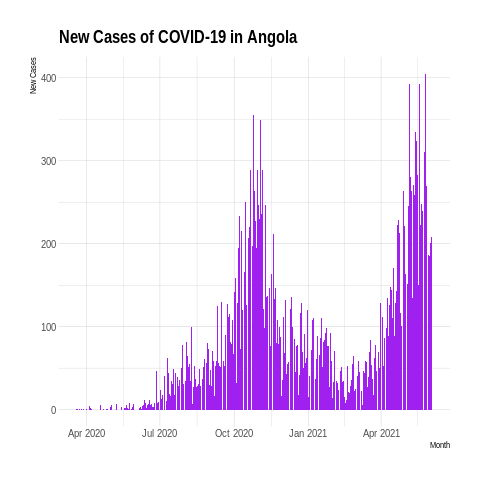 New Cases of COVID-19 in Angola
New Cases
400
300
200
100
0
Apr 2020 Jul 2020 Oct 2020 Jan 2021 Apr 2021
Month